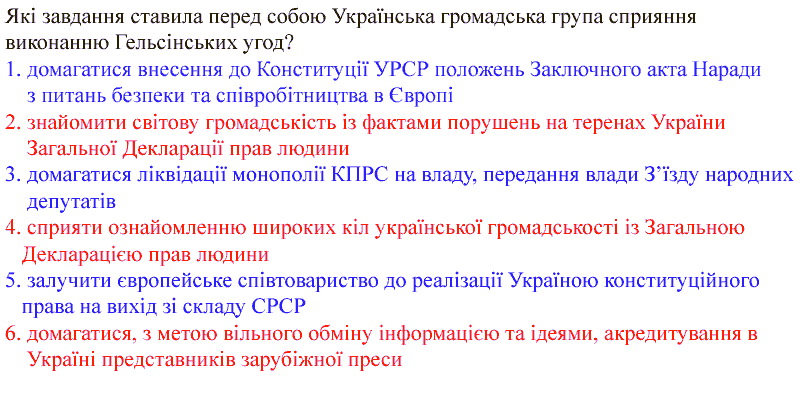 Які завдання ставила перед собою Українська громадська група сприяння
виконанню Гельсінських угод?
1. домагатися внесення до Конституції УРСР положень Заключного акта Наради
з питань безпеки та співробітництва в Європі
2. знайомити світову громадськість із фактами порушень на теренах України
Загальної Декларації прав людини
3. домагатися ліквідації монополії КПРС на владу, передання влади З’їзду народних
депутатів
4. сприяти ознайомленню широких кіл української громадськості із Загальною
Декларацією прав людини
5. залучити європейське співтовариство до реалізації Україною конституційного
права на вихід зі складу СРСР
6. домагатися, з метою вільного обміну інформацією та ідеями, акредитування в
Україні представників зарубіжної преси